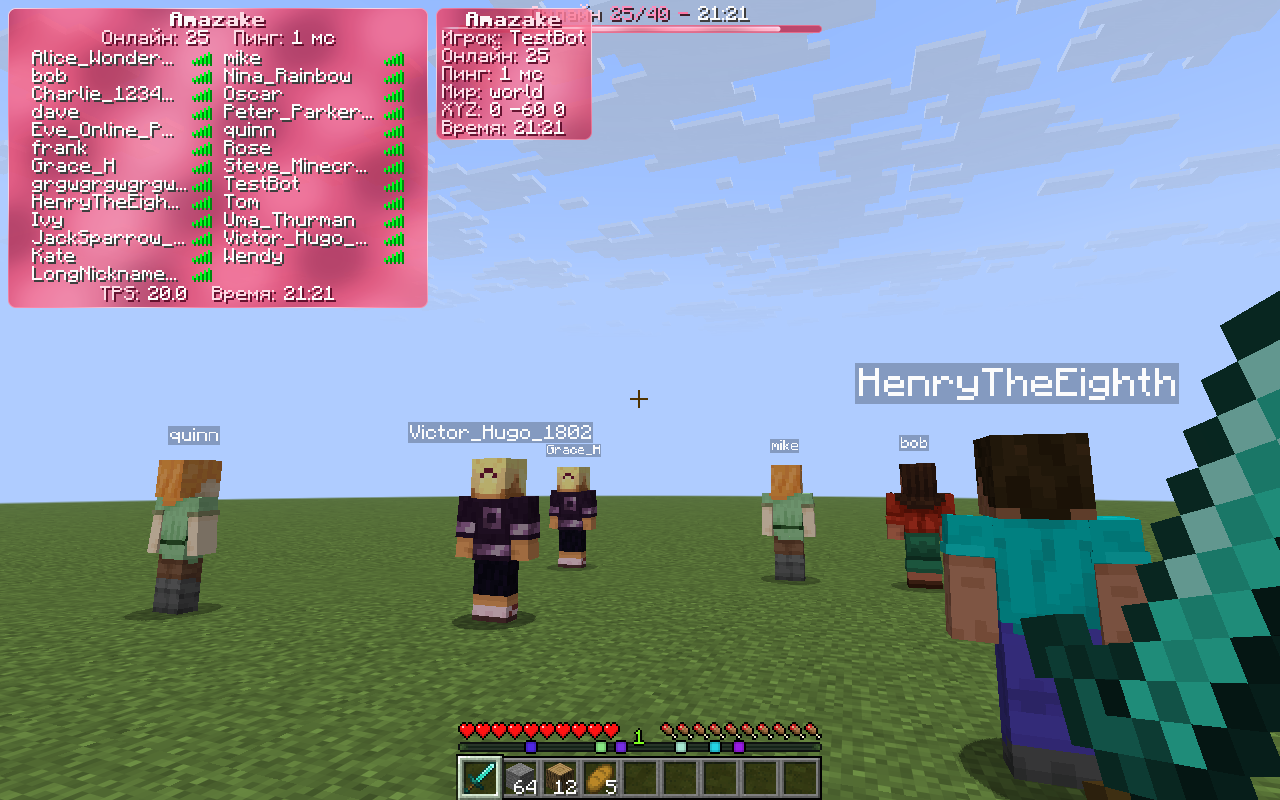 Amazake
Онлайн: 25 Пинг: 1 мс
Alice_Wonder... mike
bob Nina_Rainbow
Charlie_1234... Oscar
dave Peter_Parker...
Eve_Online_P... quinn
frank Rose
Grace_H Steve_Minecr...
grgwgrgwgrgw... TestBot
HenryTheEigh... Tom
Ivy Uma_Thurman
JackSparrow_... Victor_Hugo_...
Kate Wendy
LongNickname...
TPS: 20.0 Время: 21:21
Amazake
Игрок: TestBot
Онлайн: 25
Пинг: 1 мс
Мир: world
XYZ: 0 -60 0
Время: 21:21
25/40 - 21:21
HenryTheEighth
quinn
Victor_Hugo_1802
Grace_H
mike
bob
1
64 12 5